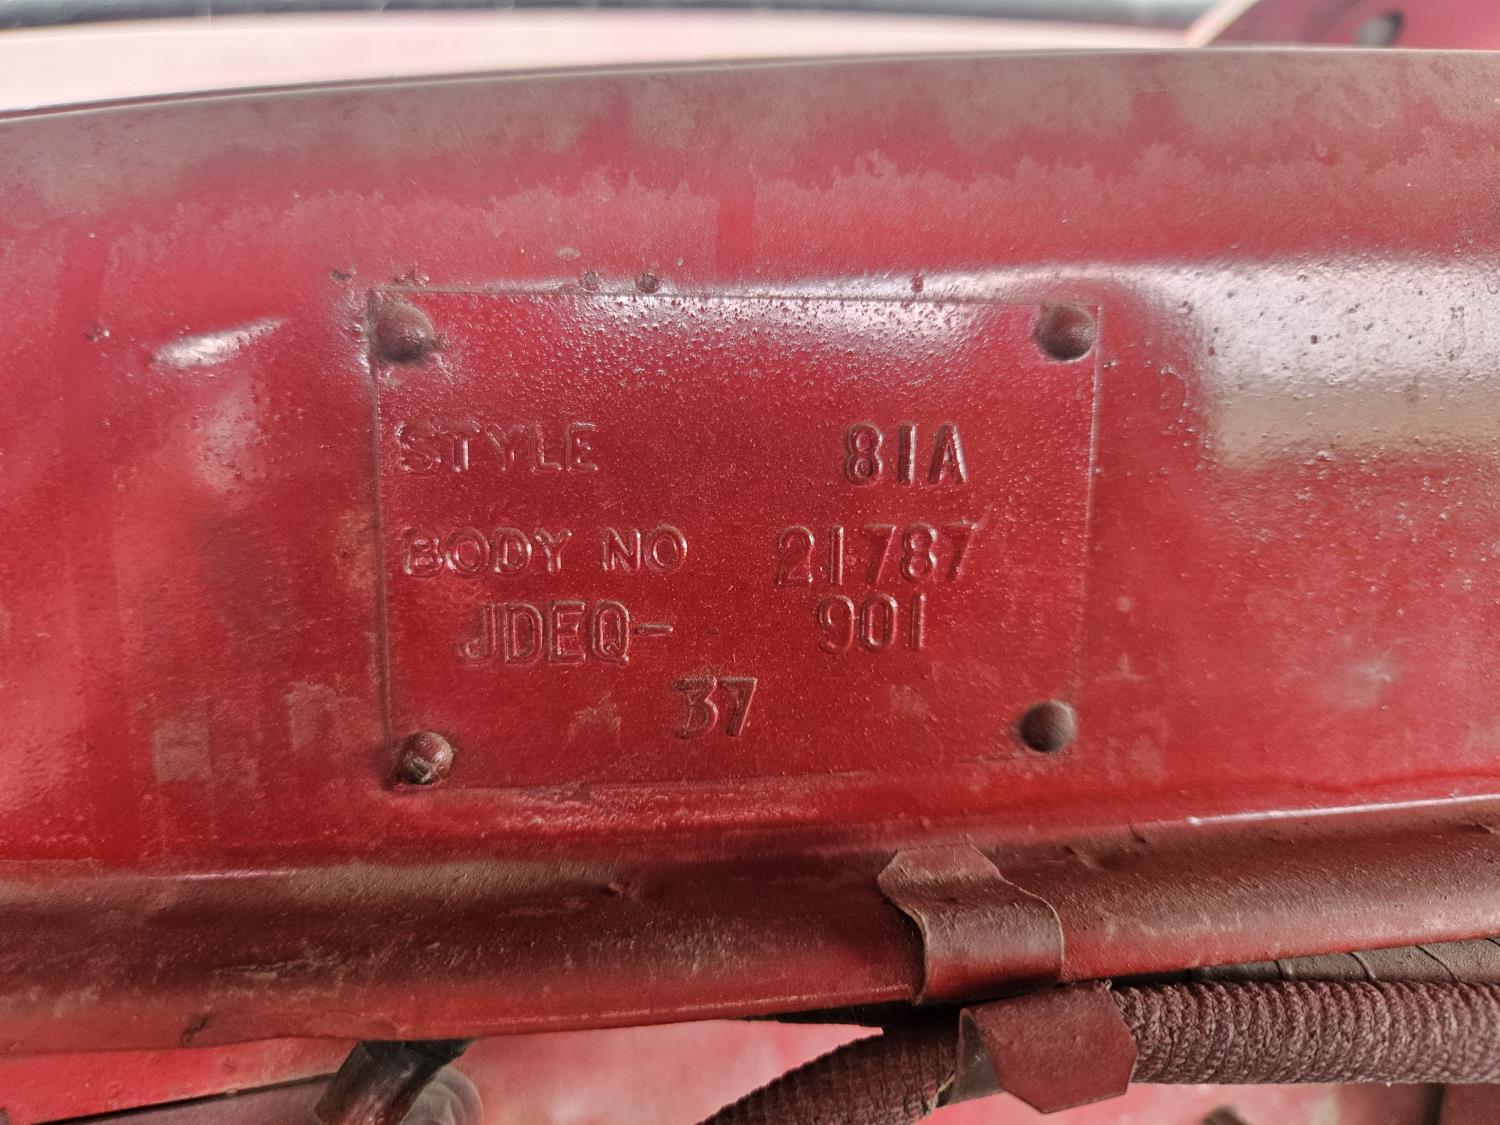 STYLE 81A
BODY NO 21787
JDEQ- 901
37